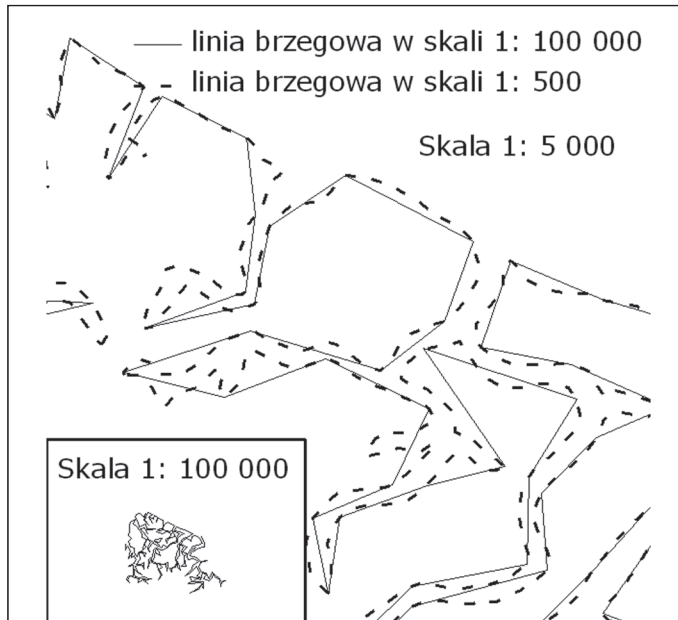 linia brzegowa w skali 1: 100 000
linia brzegowa w skali 1: 500
Skala 1: 5 000
Skala 1: 100 000